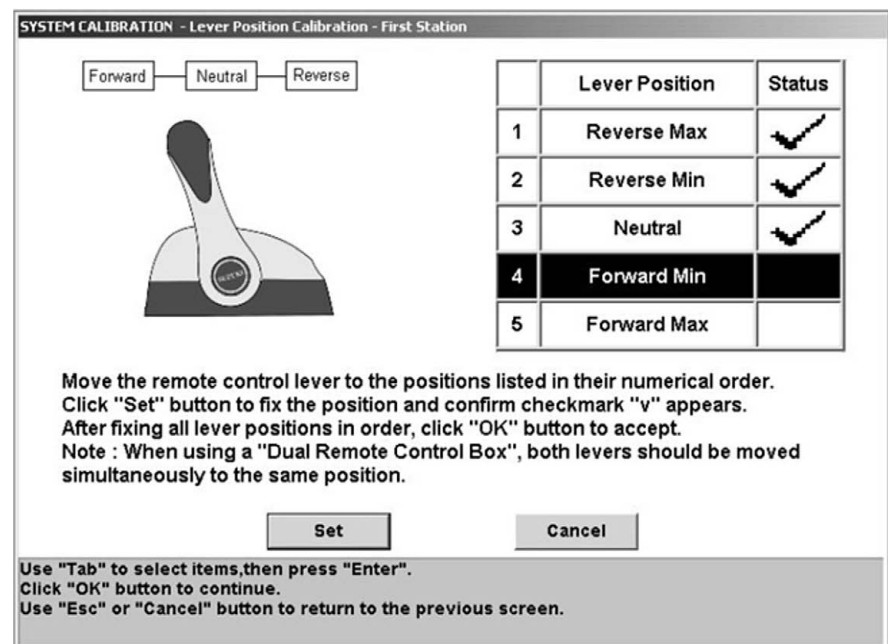 SYSTEM CALIBRATION - Lever Position Calibration - First Station
Forward Neutral Reverse
Lever Position Status
1 Reverse Max
2 Reverse Min
3 Neutral
4 Forward Min
5 Forward Max
Move the remote control lever to the positions listed in their numerical order.
Click "Set" button to fix the position and confirm checkmark "v" appears.
After fixing all lever positions in order, click "OK" button to accept.
Note : When using a "Dual Remote Control Box", both levers should be moved
simultaneously to the same position.
Set Cancel
Use "Tab" to select items,then press "Enter".
Click "OK" button to continue.
Use "Esc" or "Cancel" button to return to the previous screen.